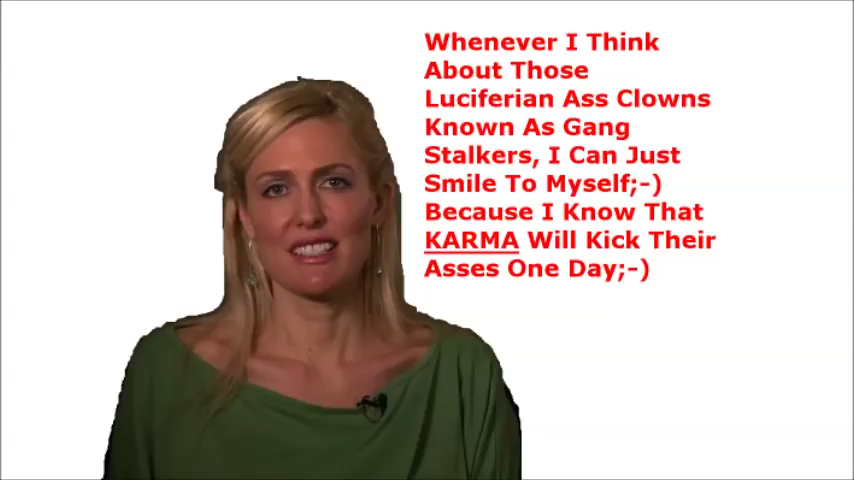 Whenever I Think
About Those
Luciferian Ass Clowns
Known As Gang
Stalkers, I Can Just
Smile To Myself;-)
Because I Know That
KARMA Will Kick Their
Asses One Day;-)